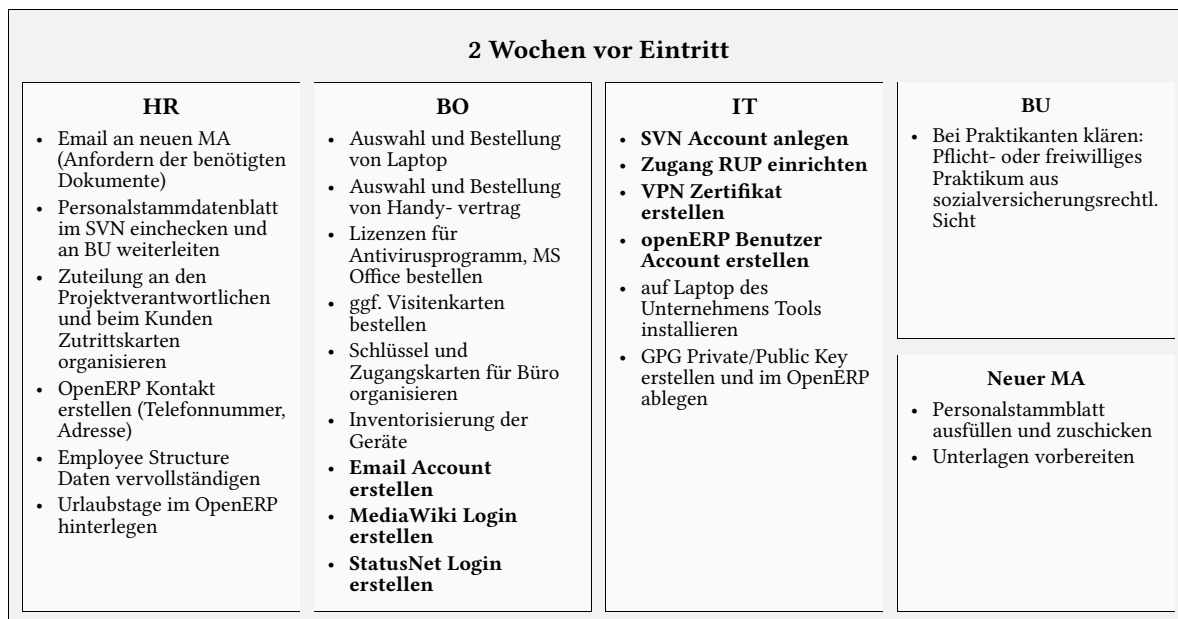 2 Wochen vor Eintritt
HR
• Email an neuen MA
(Anfordern der benötigten
Dokumente)
• Personalstammdatenblatt
im SVN einchecken und
an BU weiterleiten
• Zuteilung an den
Projektverantwortlichen
und beim Kunden
Zutrittskarten
organisieren
• OpenERP Kontakt
erstellen (Telefonnummer,
Adresse)
• Employee Structure
Daten vervollständigen
• Urlaubstage im OpenERP
hinterlegen
BO
• Auswahl und Bestellung
von Laptop
• Auswahl und Bestellung
von Handy- vertrag
• Lizenzen für
Antivirusprogramm, MS
Office bestellen
• ggf. Visitenkarten
bestellen
• Schlüssel und
Zugangskarten für Büro
organisieren
• Inventorisierung der
Geräte
• Email Account
erstellen
• MediaWiki Login
erstellen
• StatusNet Login
erstellen
IT
• SVN Account anlegen
• Zugang RUP einrichten
• VPN Zertifikat
erstellen
• openERP Benutzer
Account erstellen
• auf Laptop des
Unternehmens Tools
installieren
• GPG Private/Public Key
erstellen und im OpenERP
ablegen
BU
• Bei Praktikanten klären:
Pflicht- oder freiwilliges
Praktikum aus
sozialversicherungsrechtl.
Sicht
Neuer MA
• Personalstammblatt
ausfüllen und zuschicken
• Unterlagen vorbereiten